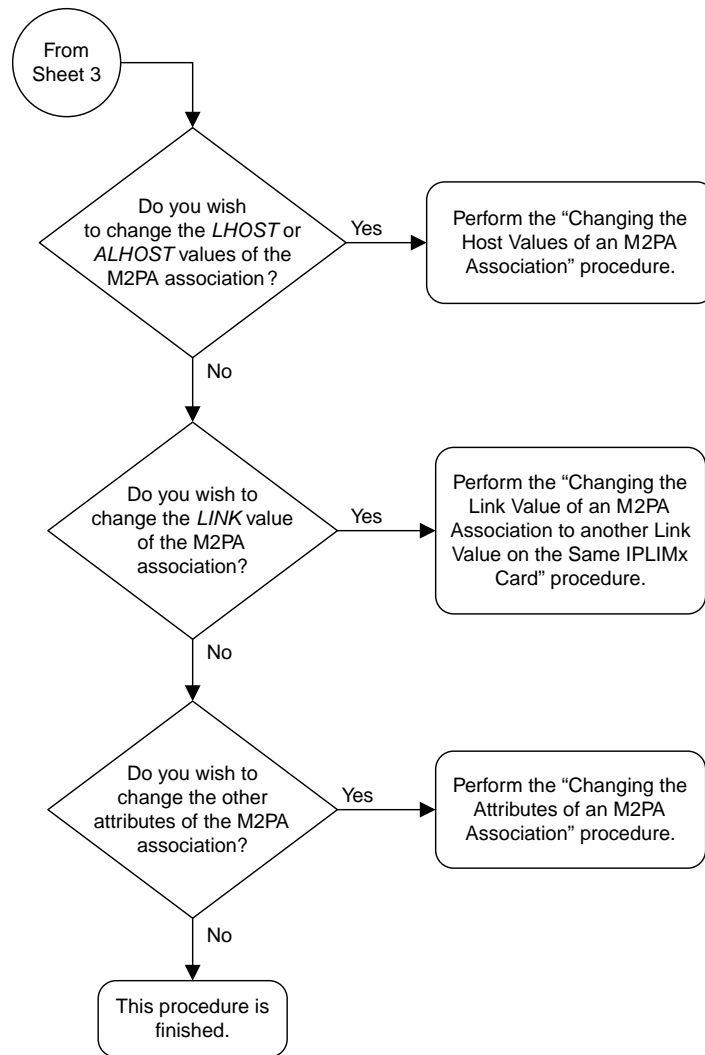 From
Sheet 3
Do you wish
to change the LHOST or
ALHOST values of the
M2PA association?
Yes
Perform the “Changing the
Host Values of an M2PA
Association” procedure.
No
Do you wish to
change the LINK value
of the M2PA
association?
Yes
Perform the “Changing the
Link Value of an M2PA
Association to another Link
Value on the Same IPLIMx
Card” procedure.
No
Do you wish to
change the other
attributes of the M2PA
association?
Yes
Perform the “Changing the
Attributes of an M2PA
Association” procedure.
No
This procedure is
finished.